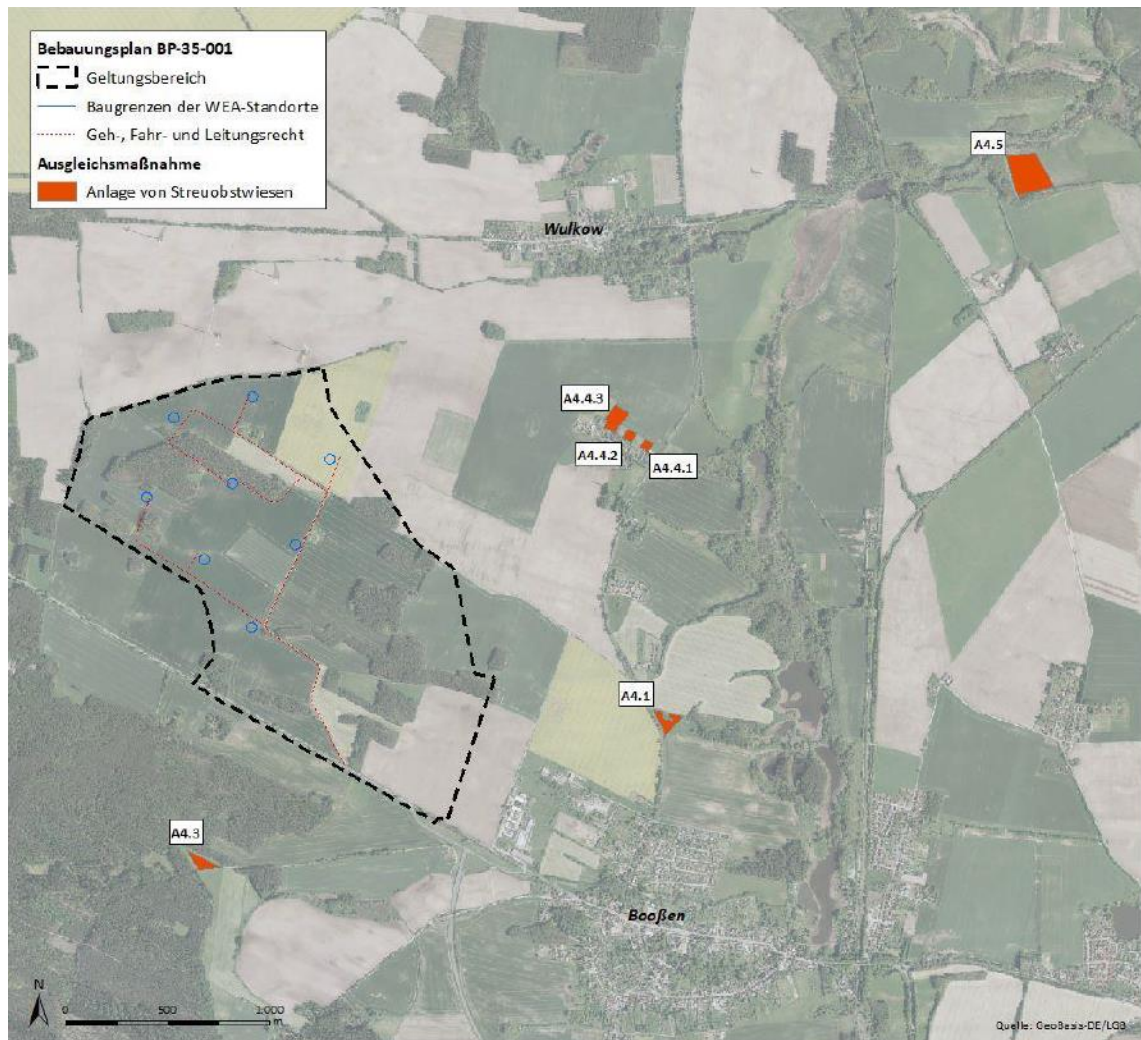 Bebauungsplan BP-35-001
Geltungsbereich
Baugrenzen der WEA-Standorte
Geh-, Fahr- und Leitungsrecht
Ausgleichsmaßnahme
Anlage von Streuobstwiesen
A4.5
Wulkow
A4.4.3
A4.4.2
A4.4.1
A4.1
A4.3
Booßen
N
0 500 1.000
m
Quelle: GeoBasis-DE/LGB